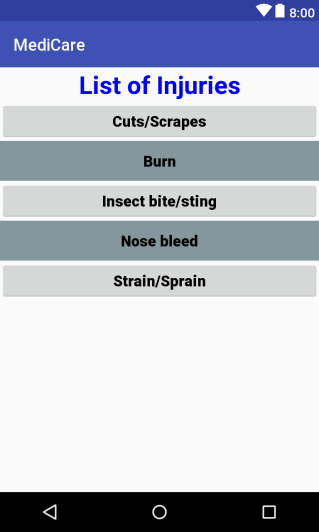 8:00
MediCare
List of Injuries
Cuts/Scrapes
Burn
Insect bite/sting
Nose bleed
Strain/Sprain